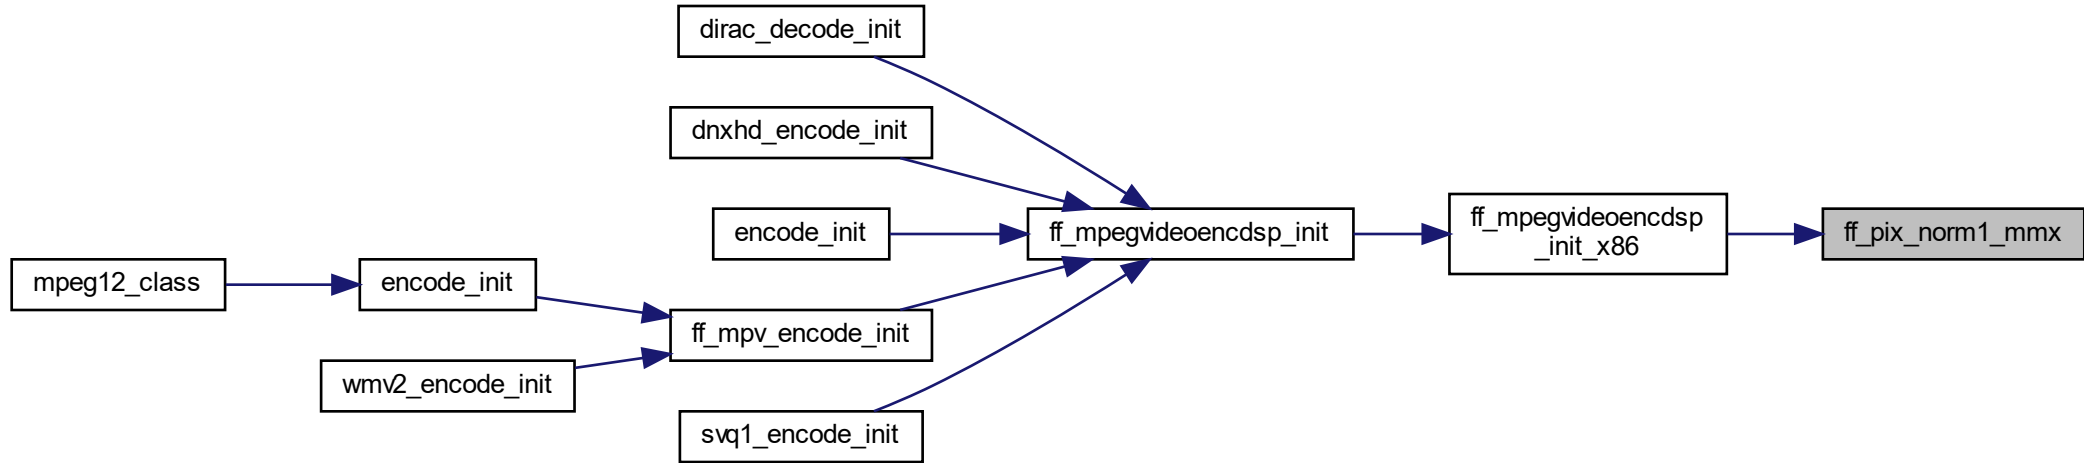 dirac_decode_init
dnxhd_encode_init
encode_init
ff_mpegvideoencdsp_init
ff_mpegvideoencdsp
_init_x86
ff_pix_norm1_mmx
mpeg12_class
encode_init
ff_mpv_encode_init
wmv2_encode_init
svq1_encode_init